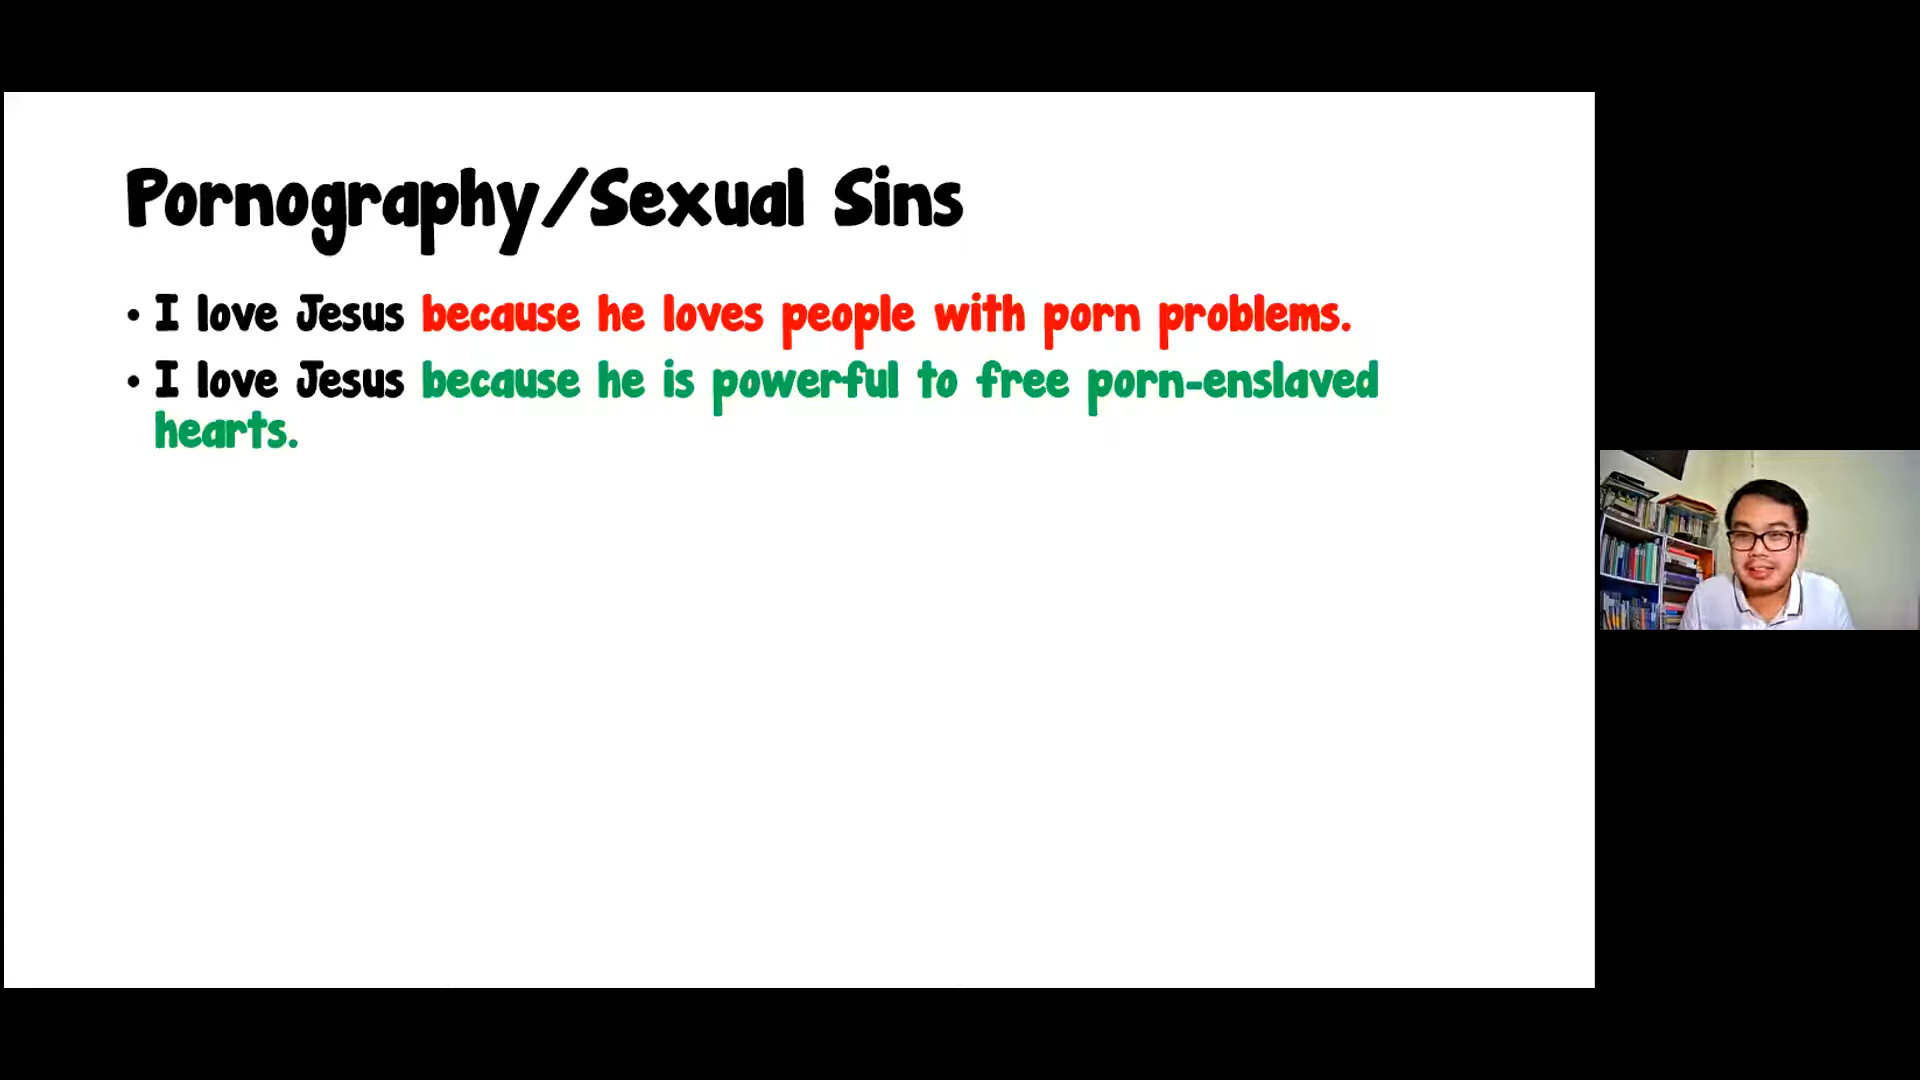 Pornography/Sexual Sins
• I love Jesus because he loves people with porn problems.
• I love Jesus because he is powerful to free porn-enslaved
hearts.